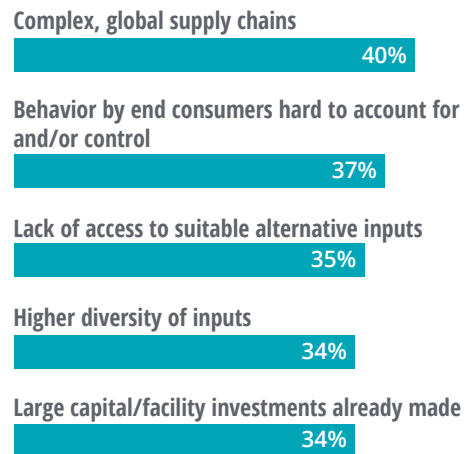 Complex, global supply chains
40%
Behavior by end consumers hard to account for
and/or control
37%
Lack of access to suitable alternative inputs
35%
Higher diversity of inputs
34%
Large capital/facility investments already made
34%